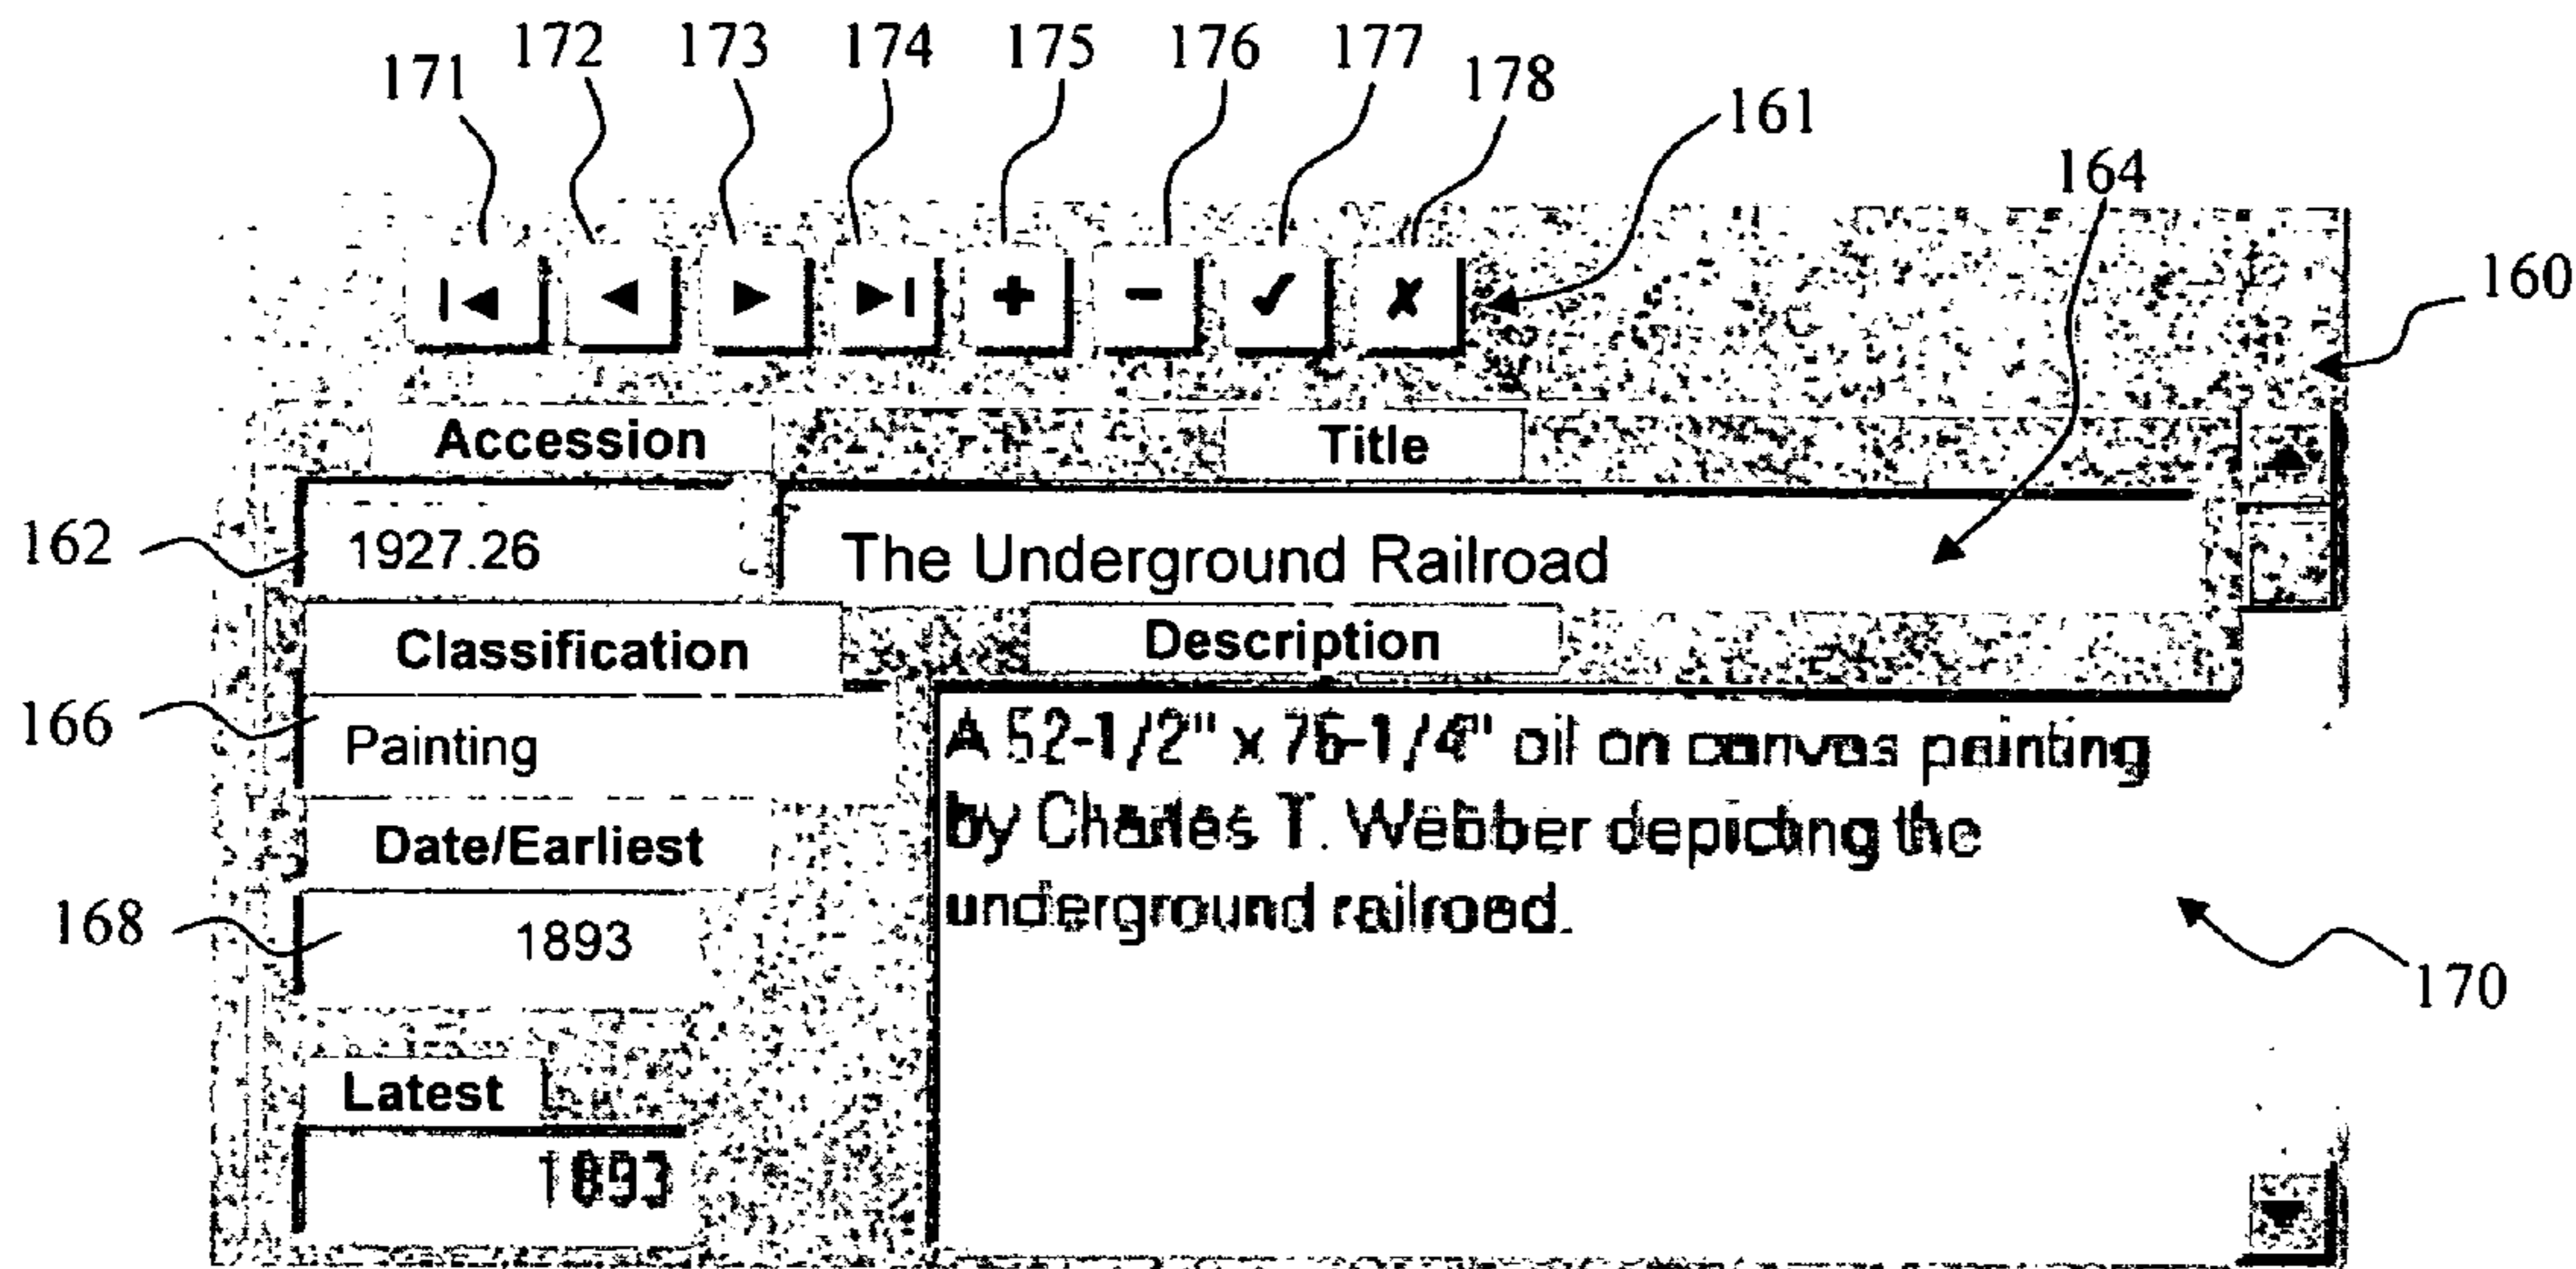 171 172 173 174 175 176 177 178 161
164
160
Accession Title
162 1927.26 The Underground Railroad
Classification Description
166 Painting A 52-1/2" x 76-1/4" oil on canvas painting
Date/Earliest by Charles T. Webber depicting the
168 1893 underground railroad.
170
Latest
1893